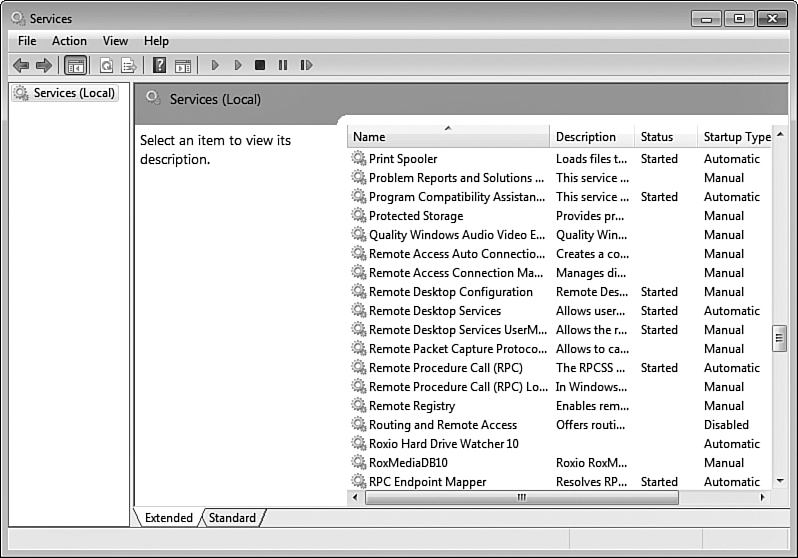 Services
File Action View Help
Services (Local)
Services (Local)
Select an item to view its
description.
Name Description Status Startup Type
Print Spooler Loads files t... Started Automatic
Problem Reports and Solutions ... This service ... Manual
Program Compatibility Assistan... This service ... Started Automatic
Protected Storage Provides pr... Manual
Quality Windows Audio Video E... Quality Win... Manual
Remote Access Auto Connectio... Creates a co... Manual
Remote Access Connection Ma... Manages di... Manual
Remote Desktop Configuration Remote Des... Started Manual
Remote Desktop Services Allows user... Started Automatic
Remote Desktop Services UserM... Allows the r... Started Manual
Remote Packet Capture Protoco... Allows to ca... Manual
Remote Procedure Call (RPC) The RPCSS ... Started Automatic
Remote Procedure Call (RPC) Lo... In Windows... Manual
Remote Registry Enables rem... Manual
Routing and Remote Access Offers routi... Disabled
Roxio Hard Drive Watcher 10 Automatic
RoxMediaDB10 Roxio RoxM... Manual
RPC Endpoint Mapper Resolves RP... Started Automatic
Extended Standard